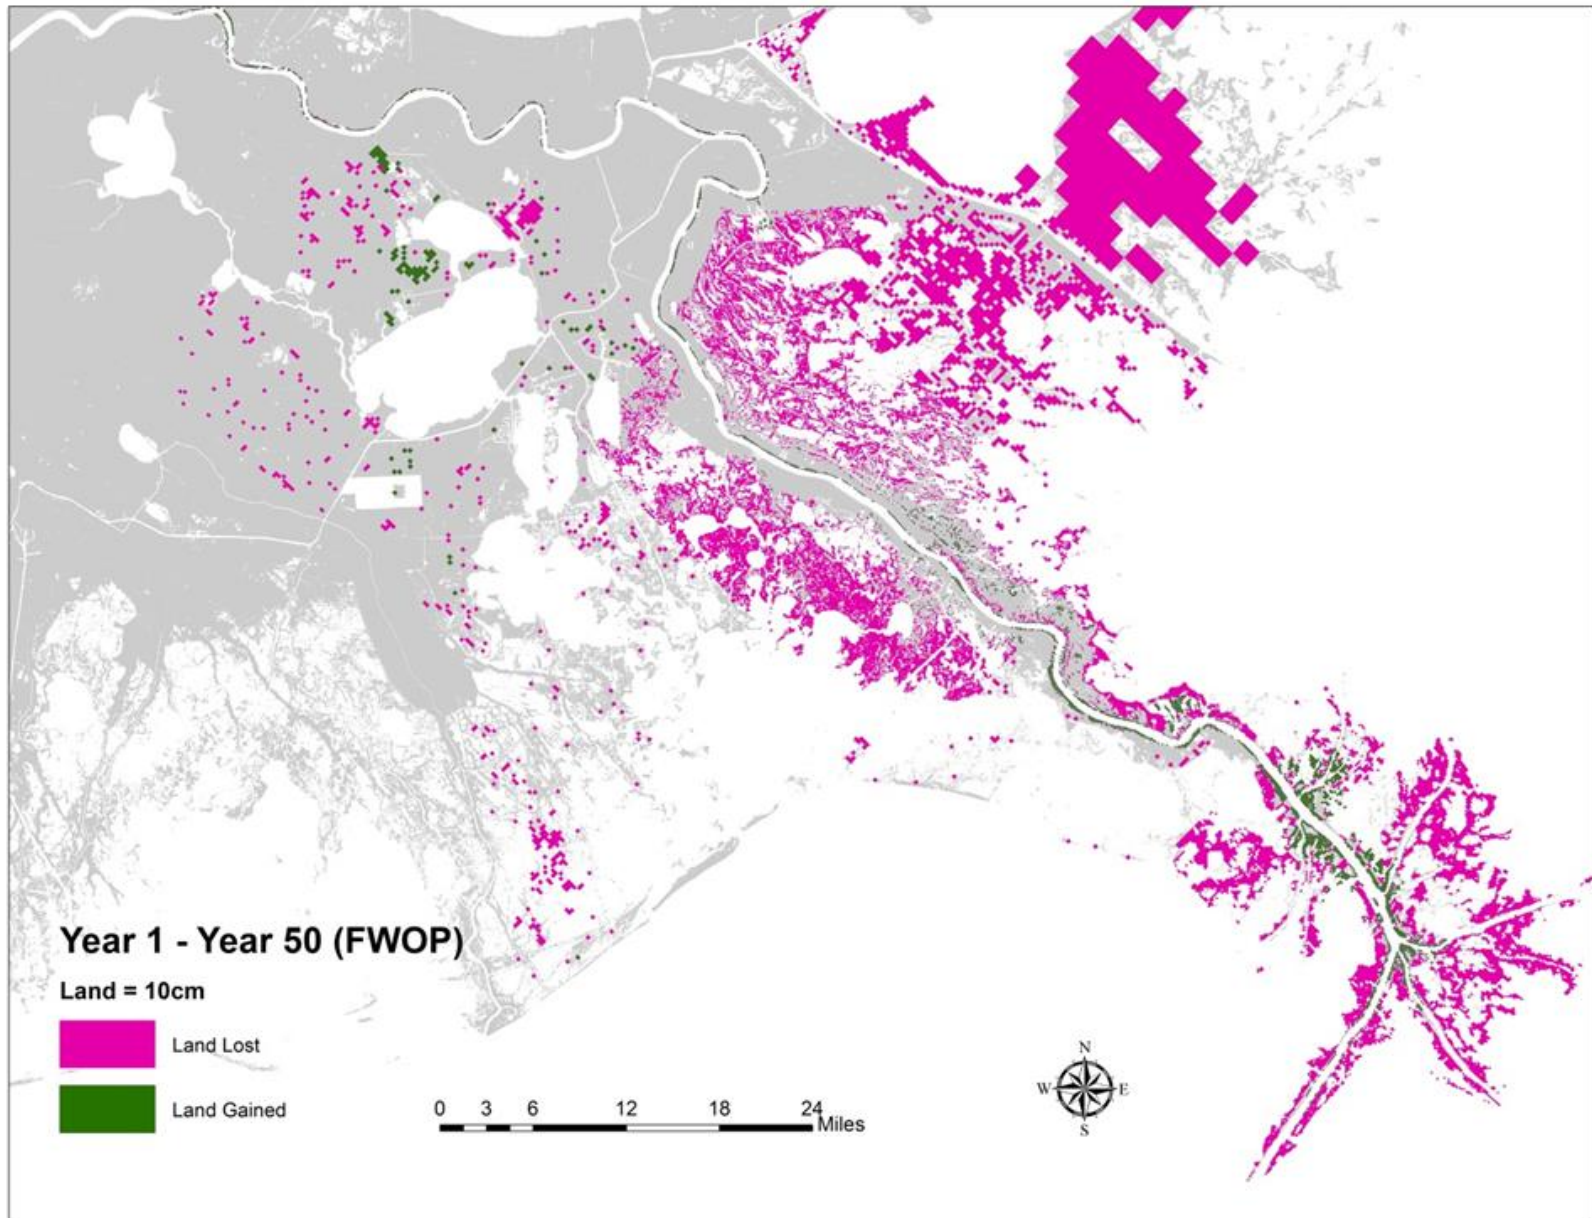 Year 1 - Year 50 (FWOP)
Land = 10cm
Land Lost
Land Gained
0 3 6 12 18 24
Miles
N
W E
S